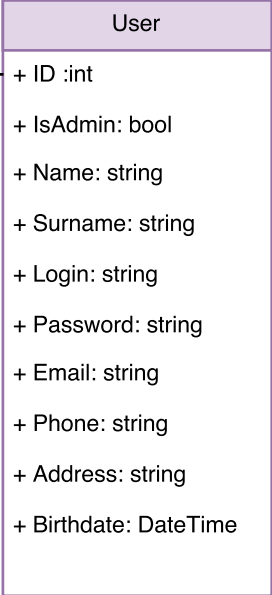 User
+ ID :int
+ IsAdmin: bool
+ Name: string
+ Surname: string
+ Login: string
+ Password: string
+ Email: string
+ Phone: string
+ Address: string
+ Birthdate: DateTime